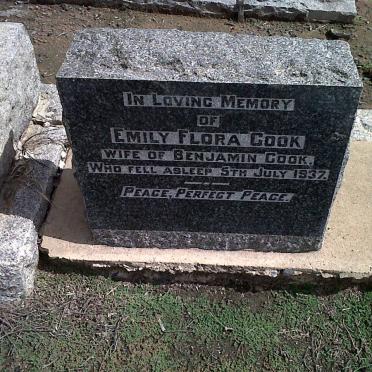 In Loving Memory
of
Emily Flora Cook
wife of Benjamin Cook,
Who fell asleep 5th July 1937.
Peace, Perfect Peace.